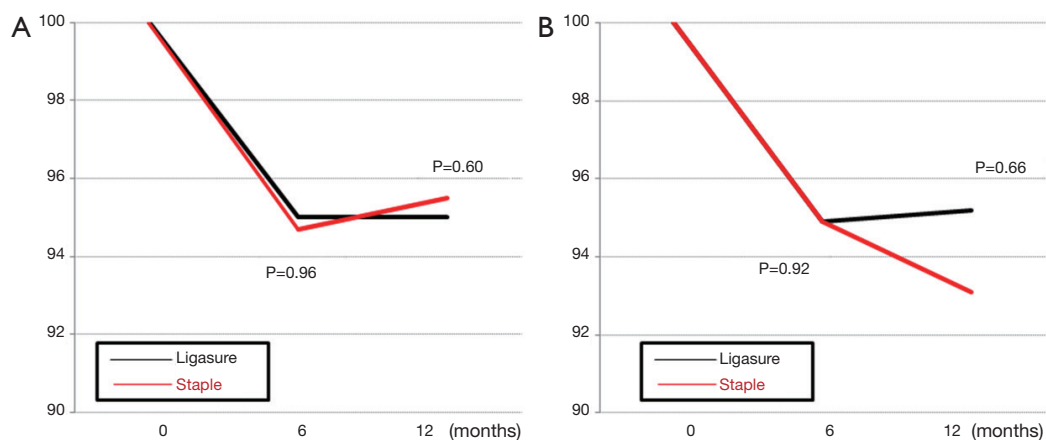 A
100
98
96
94
92
90
P=0.60
P=0.96
Ligasure
Staple
0 6 12 (months)
B
100
98
96
94
92
90
P=0.66
P=0.92
Ligasure
Staple
0 6 12 (months)